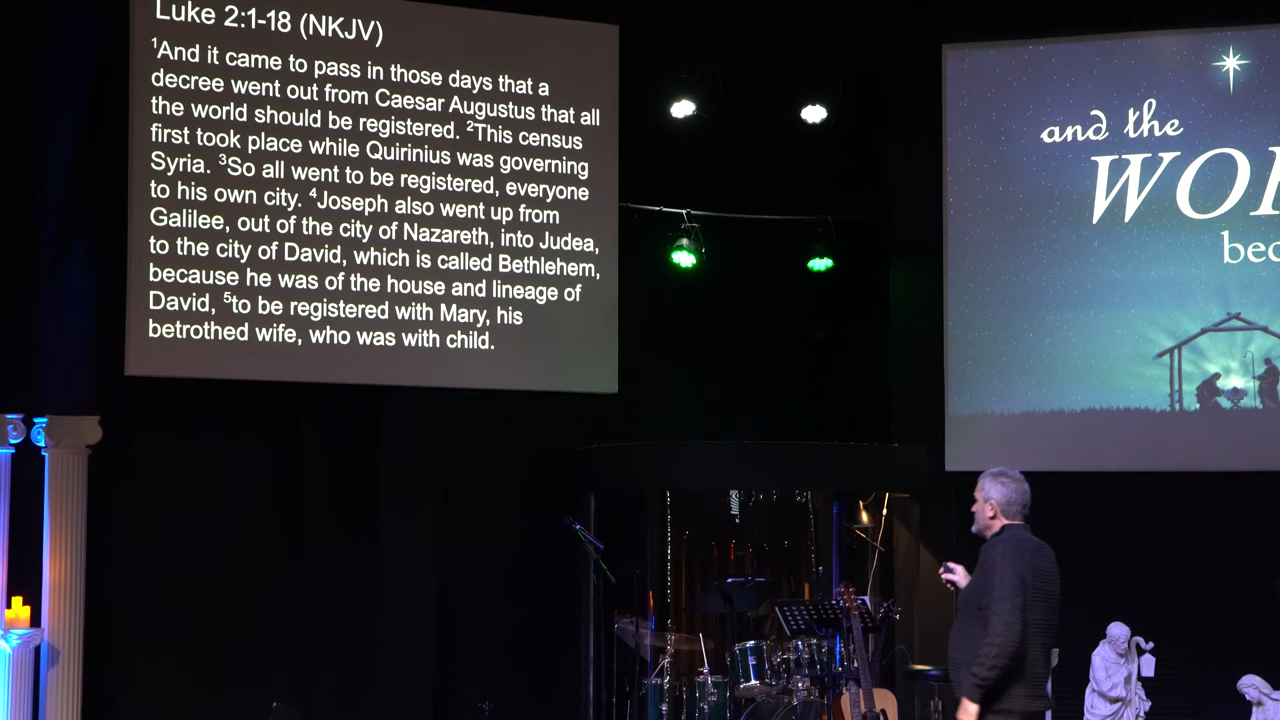 Luke 2:1-18 (NKJV)
¹And it came to pass in those days that a
decree went out from Caesar Augustus that all
the world should be registered. ²This census
first took place while Quirinius was governing
Syria. ³So all went to be registered, everyone
to his own city. ⁴Joseph also went up from
Galilee, out of the city of Nazareth, into Judea,
to the city of David, which is called Bethlehem,
because he was of the house and lineage of
David, ⁵to be registered with Mary, his
betrothed wife, who was with child.
and the